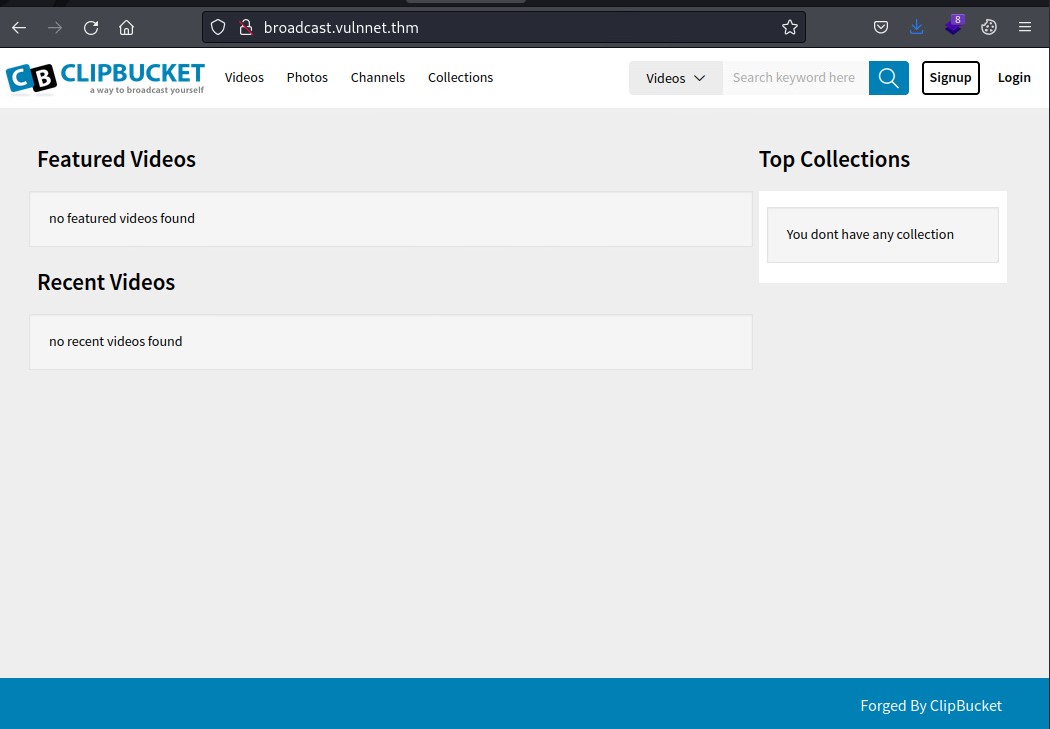 broadcast.vulnnet.thm
8
CB CLIPBUCKET
a way to broadcast yourself
Videos Photos Channels Collections
Videos Search keyword here Signup Login
Featured Videos
no featured videos found
Top Collections
You dont have any collection
Recent Videos
no recent videos found
Forged By ClipBucket